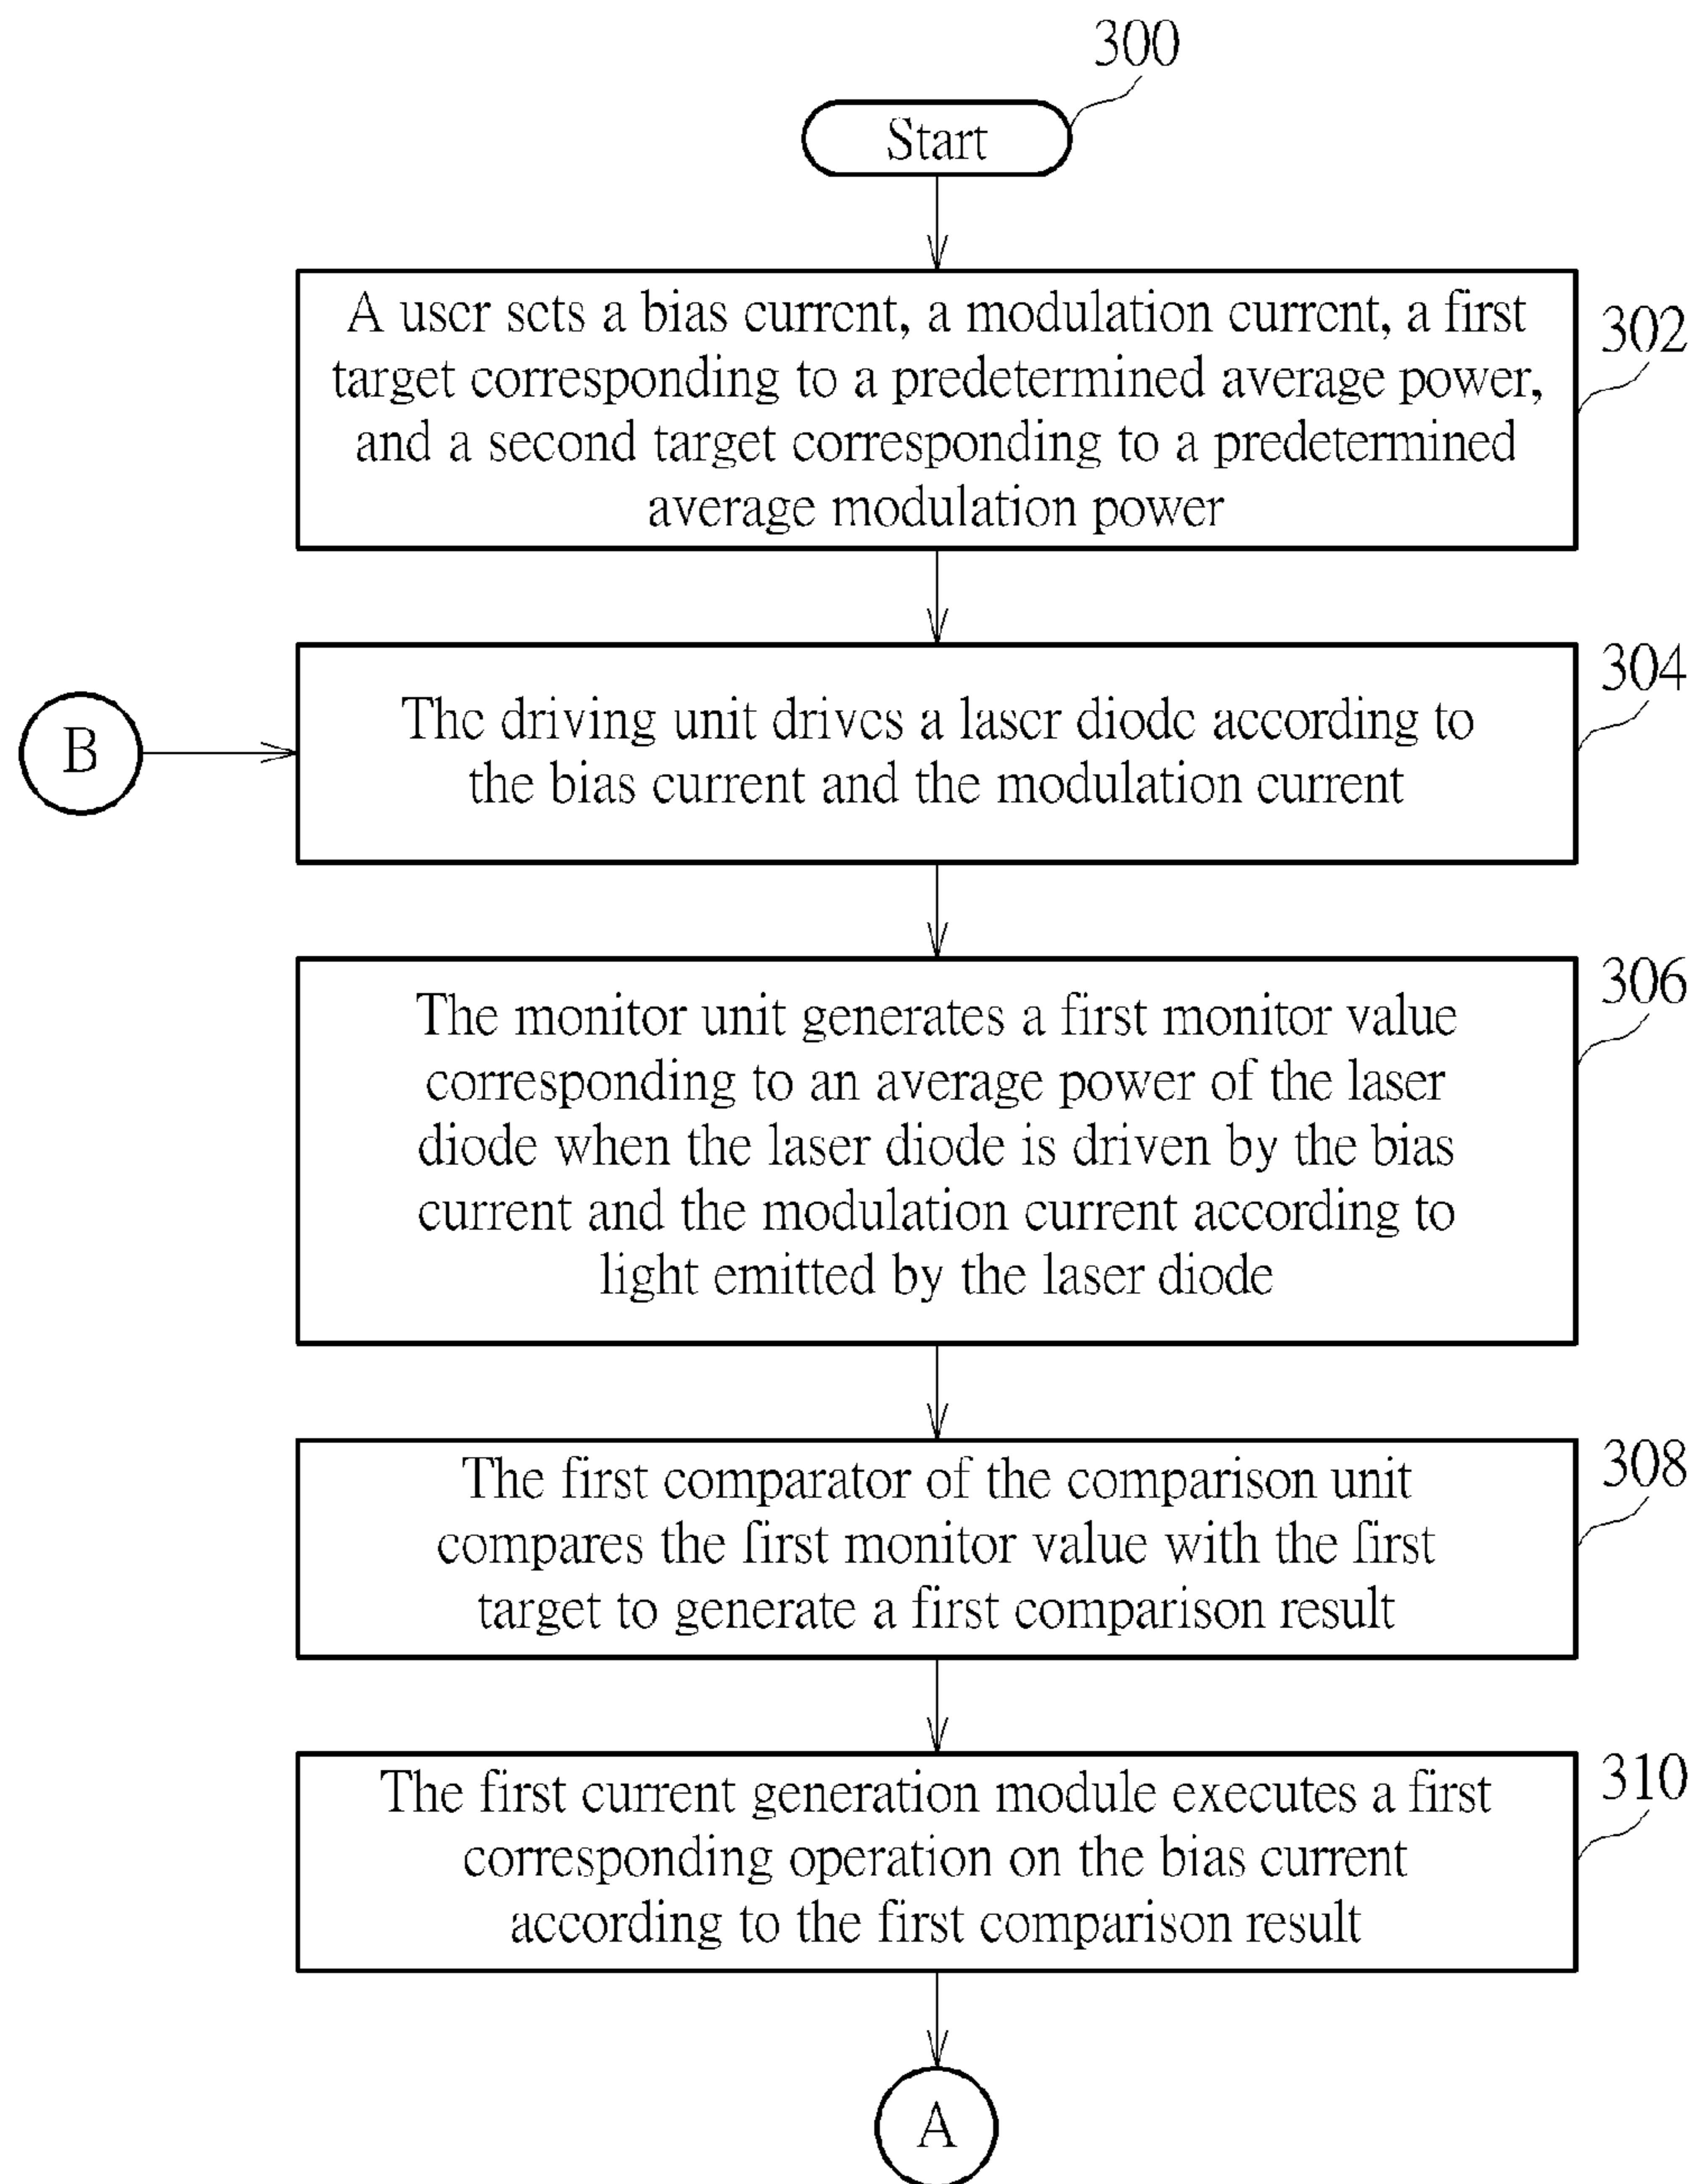 300
Start
A user sets a bias current, a modulation current, a first
target corresponding to a predetermined average power,
and a second target corresponding to a predetermined
average modulation power
302
B
The driving unit drives a laser diode according to
the bias current and the modulation current
304
The monitor unit generates a first monitor value
corresponding to an average power of the laser
diode when the laser diode is driven by the bias
current and the modulation current according to
light emitted by the laser diode
306
The first comparator of the comparison unit
compares the first monitor value with the first
target to generate a first comparison result
308
The first current generation module executes a first
corresponding operation on the bias current
according to the first comparison result
310
A